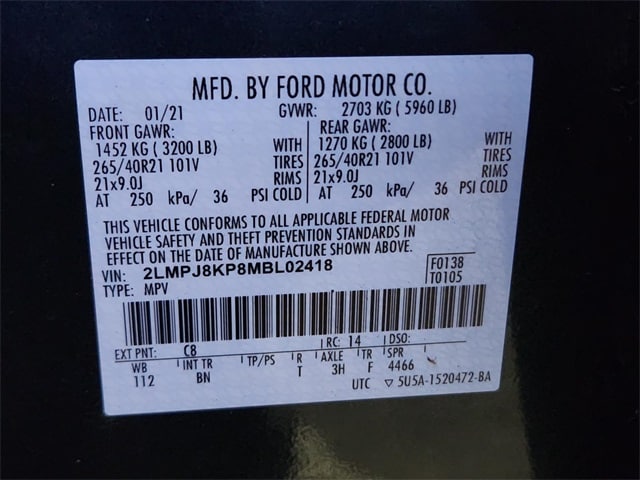 MFD. BY FORD MOTOR CO.
DATE: 01/21 GVWR: 2703 KG ( 5960 LB)
FRONT GAWR: REAR GAWR:
1452 KG ( 3200 LB) WITH 1270 KG ( 2800 LB) WITH
265/40R21 101V TIRES 265/40R21 101V TIRES
21x9.0J RIMS 21x9.0J RIMS
AT 250 kPa/ 36 PSI COLD AT 250 kPa/ 36 PSI COLD
THIS VEHICLE CONFORMS TO ALL APPLICABLE FEDERAL MOTOR
VEHICLE SAFETY AND THEFT PREVENTION STANDARDS IN
EFFECT ON THE DATE OF MANUFACTURE SHOWN ABOVE.
VIN: 2LMPJ8KP8MBL02418 F0138
TYPE: MPV T0105
EXT PNT: C8 RC: 14 DSO:
WB INT TR TP/PS R AXLE TR SPR
112 BN T 3H F 4466
UTC ▽ 5U5A-1520472-BA